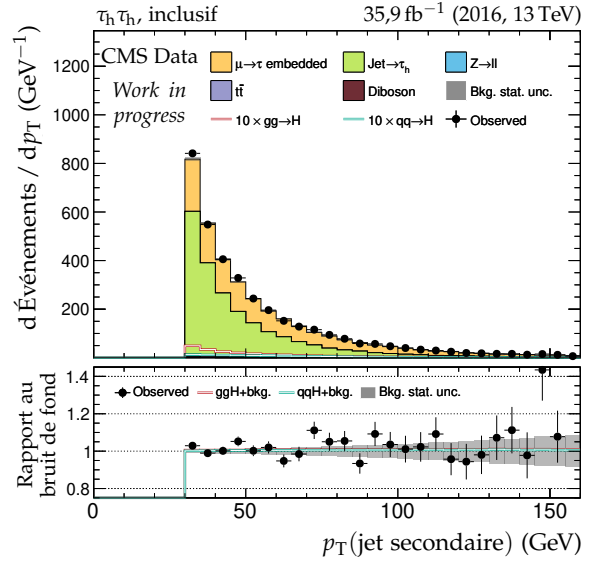 τhτh, inclusif 35,9 fb⁻¹ (2016, 13 TeV)
CMS Data
Work in
progress
μ→τ embedded Jet→τh Z→ll
tt̄ Diboson Bkg. stat. unc.
10 × gg→H 10 × qq→H Observed
d Événements / dpT (GeV⁻¹)
1200
1000
800
600
400
200
Observed ggH+bkg. qqH+bkg. Bkg. stat. unc.
Rapport au
bruit de fond
1.4
1.2
1
0.8
0 50 100 150
pT(jet secondaire) (GeV)